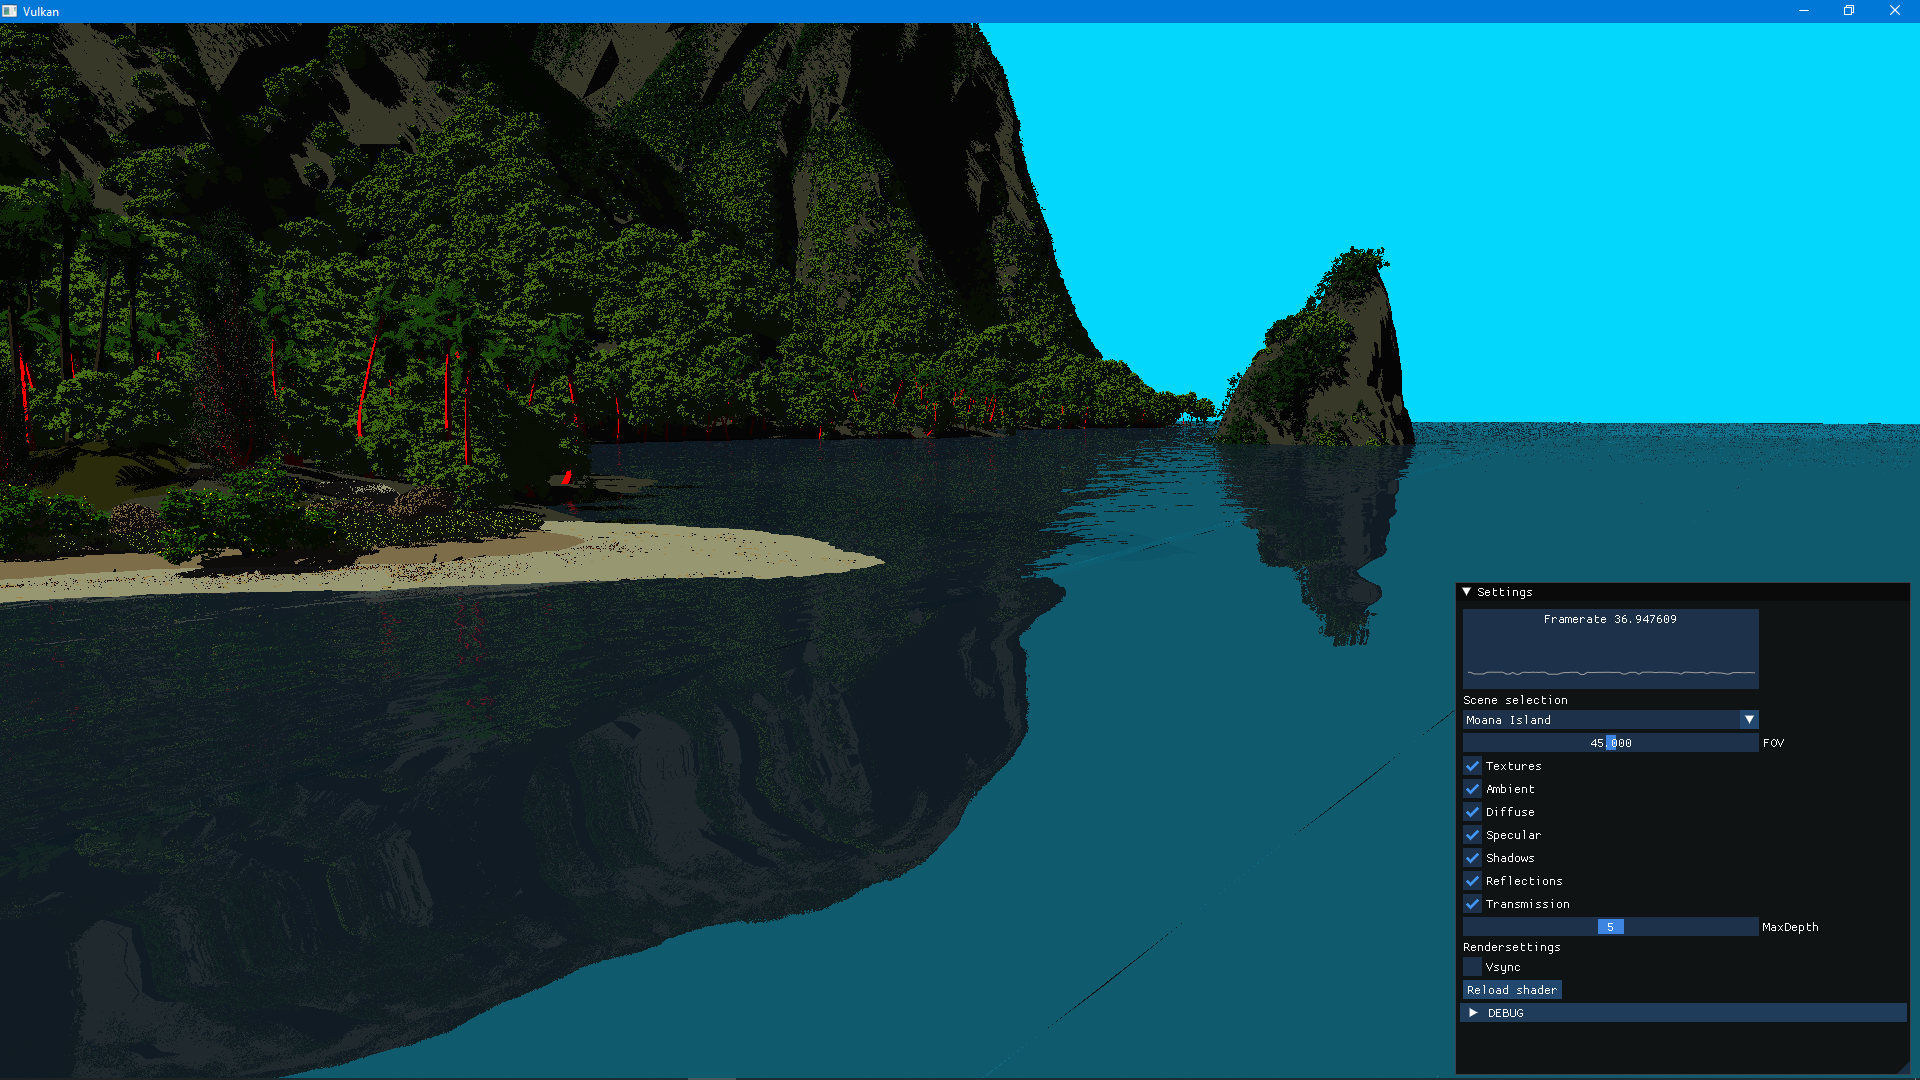 Vulkan
Settings
Framerate 36.947609
Scene selection
Moana Island
45.000 FOV
Textures
Ambient
Diffuse
Specular
Shadows
Reflections
Transmission
5 MaxDepth
Rendersettings
Vsync
Reload shader
DEBUG